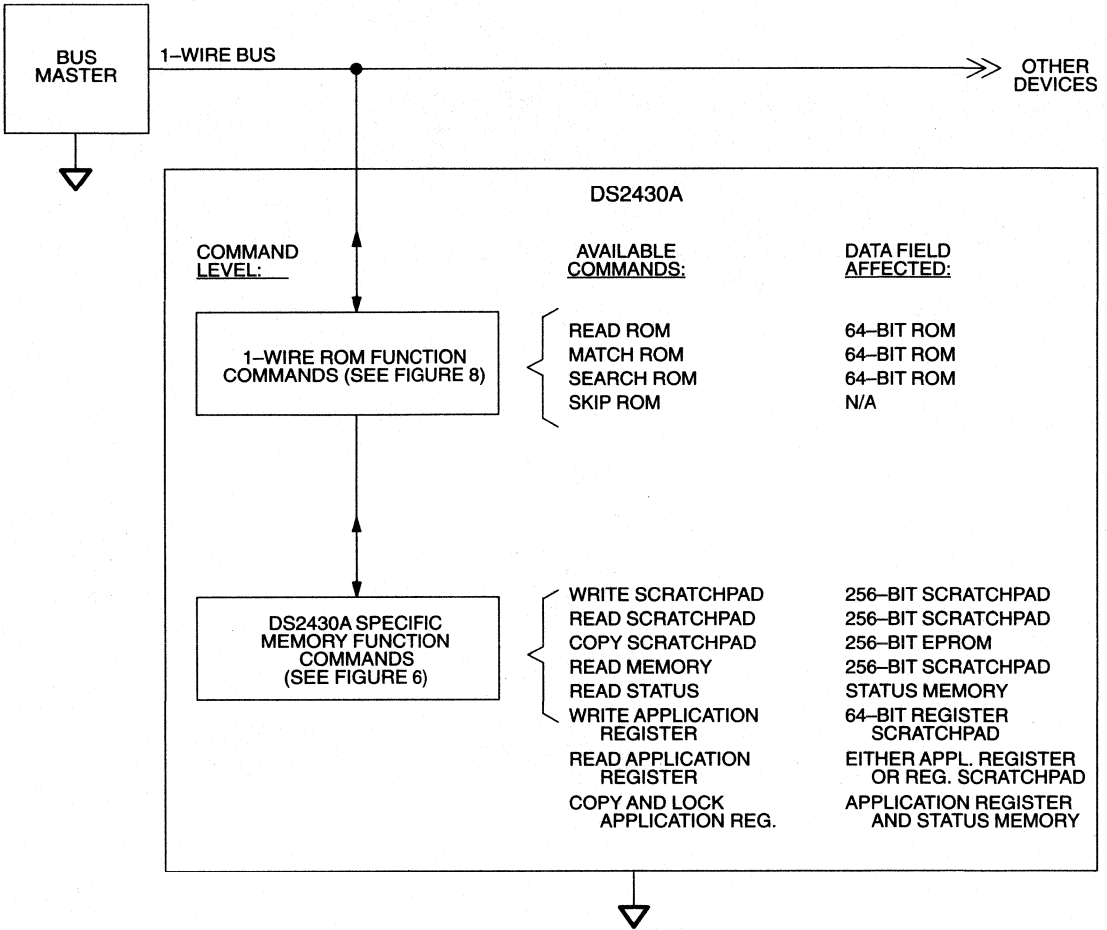 BUS
MASTER
1–WIRE BUS
OTHER
DEVICES
DS2430A
COMMAND
LEVEL:
AVAILABLE
COMMANDS:
DATA FIELD
AFFECTED:
1–WIRE ROM FUNCTION
COMMANDS (SEE FIGURE 8)
READ ROM
64–BIT ROM
MATCH ROM
64–BIT ROM
SEARCH ROM
64–BIT ROM
SKIP ROM
N/A
DS2430A SPECIFIC
MEMORY FUNCTION
COMMANDS
(SEE FIGURE 6)
WRITE SCRATCHPAD
256–BIT SCRATCHPAD
READ SCRATCHPAD
256–BIT SCRATCHPAD
COPY SCRATCHPAD
256–BIT EPROM
READ MEMORY
256–BIT SCRATCHPAD
READ STATUS
STATUS MEMORY
WRITE APPLICATION
REGISTER
64–BIT REGISTER
SCRATCHPAD
READ APPLICATION
REGISTER
EITHER APPL. REGISTER
OR REG. SCRATCHPAD
COPY AND LOCK
APPLICATION REG.
APPLICATION REGISTER
AND STATUS MEMORY